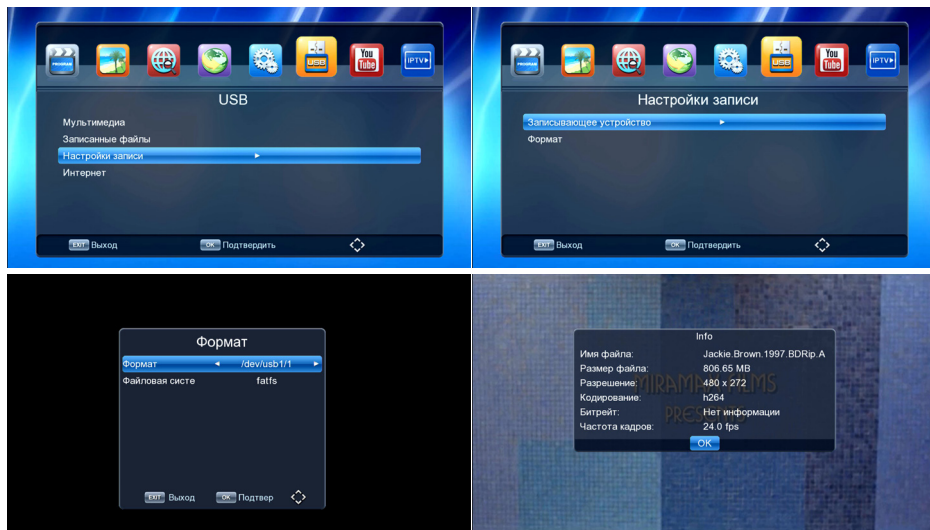 PROGRAM
USB
You
Tube
IPTV
USB
Мультимедиа
Записанные файлы
Настройки записи
Интернет
EXIT Выход OK Подтвердить
PROGRAM
USB
You
Tube
IPTV
Настройки записи
Записывающее устройство
Формат
EXIT Выход OK Подтвердить
Формат
Формат /dev/usb1/1
Файловая систе fatfs
EXIT Выход OK Подтвер
MIRAMAX FILMS
PRESENTS
Info
Имя файла: Jackie.Brown.1997.BDRip.A
Размер файла: 806.65 MB
Разрешение: 480 x 272
Кодирование: h264
Битрейт: Нет информации
Частота кадров: 24.0 fps
OK